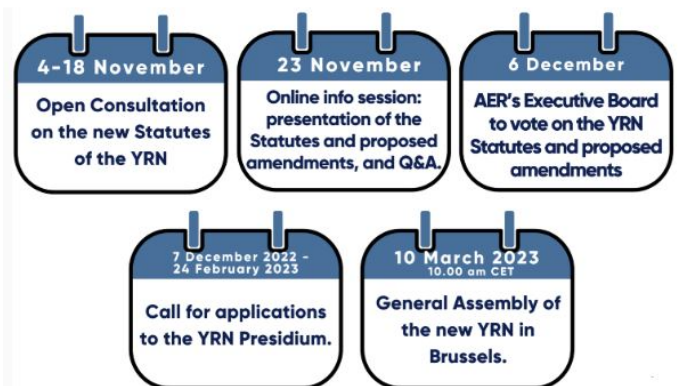 4-18 November
Open Consultation
on the new Statutes
of the YRN
23 November
Online info session:
presentation of the
Statutes and proposed
amendments, and Q&A.
6 December
AER's Executive Board
to vote on the YRN
Statutes and proposed
amendments
7 December 2022 -
24 February 2023
Call for applications
to the YRN Presidium.
10 March 2023
10.00 am CET
General Assembly of
the new YRN in
Brussels.